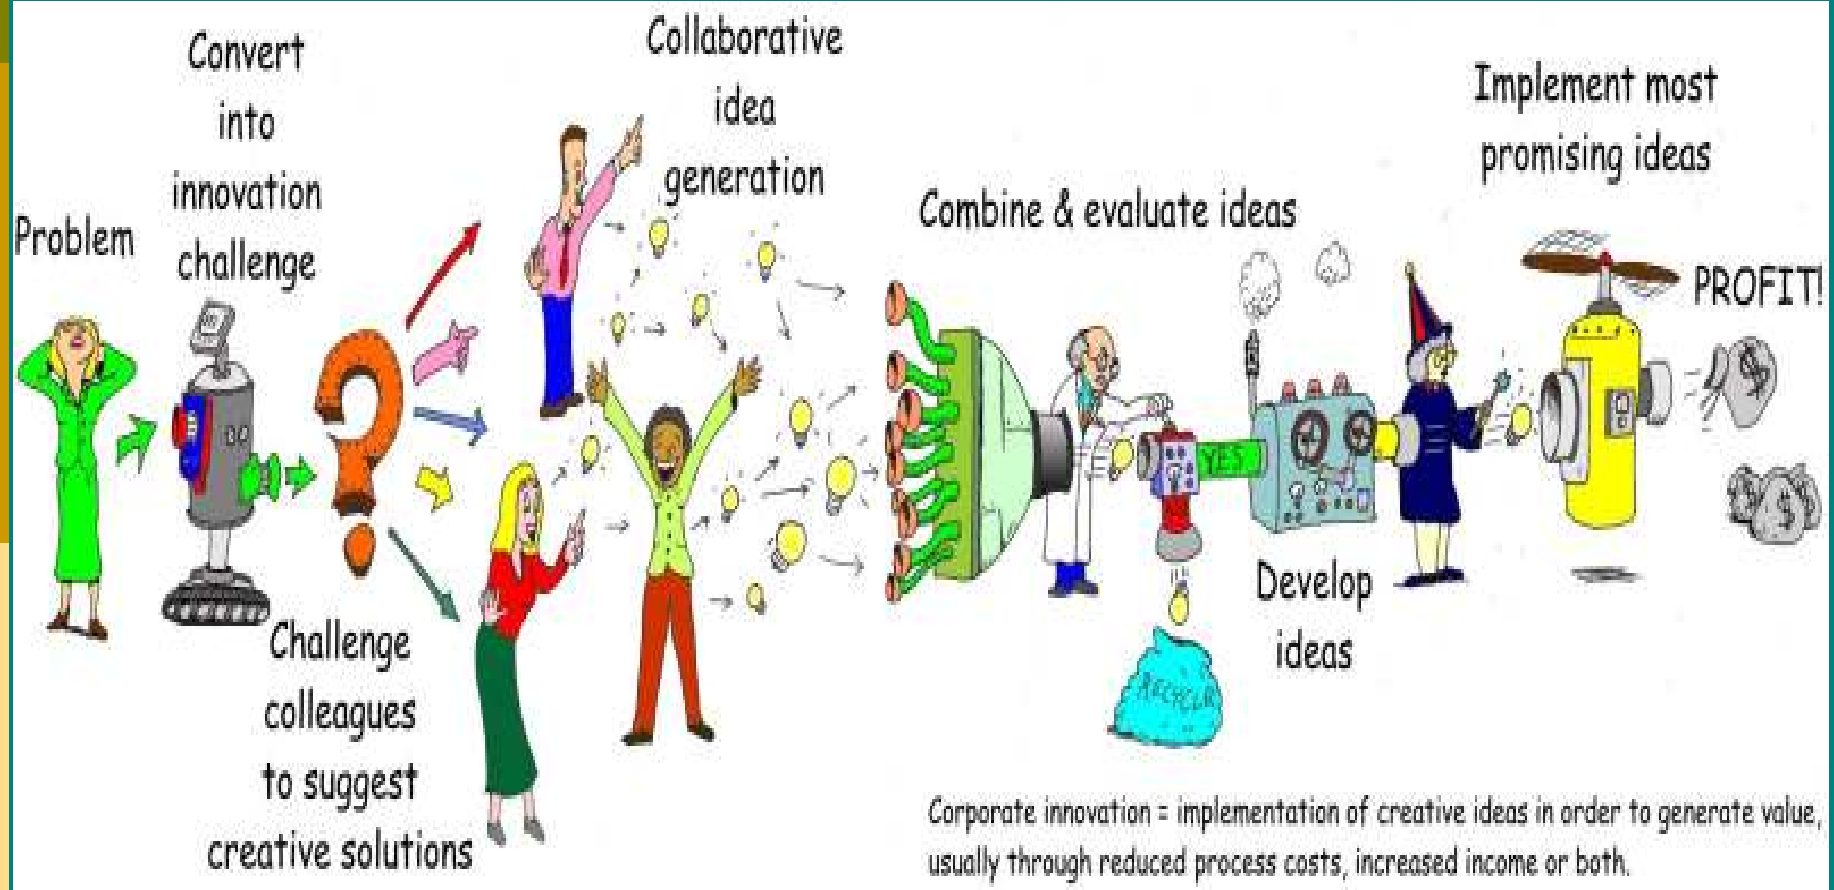 Problem
Convert
into
innovation
challenge
Challenge
colleagues
to suggest
creative solutions
Collaborative
idea
generation
Combine & evaluate ideas
YES
RECYCLR
Develop
ideas
Implement most
promising ideas
PROFIT!
$
$
Corporate innovation = implementation of creative ideas in order to generate value,
usually through reduced process costs, increased income or both.